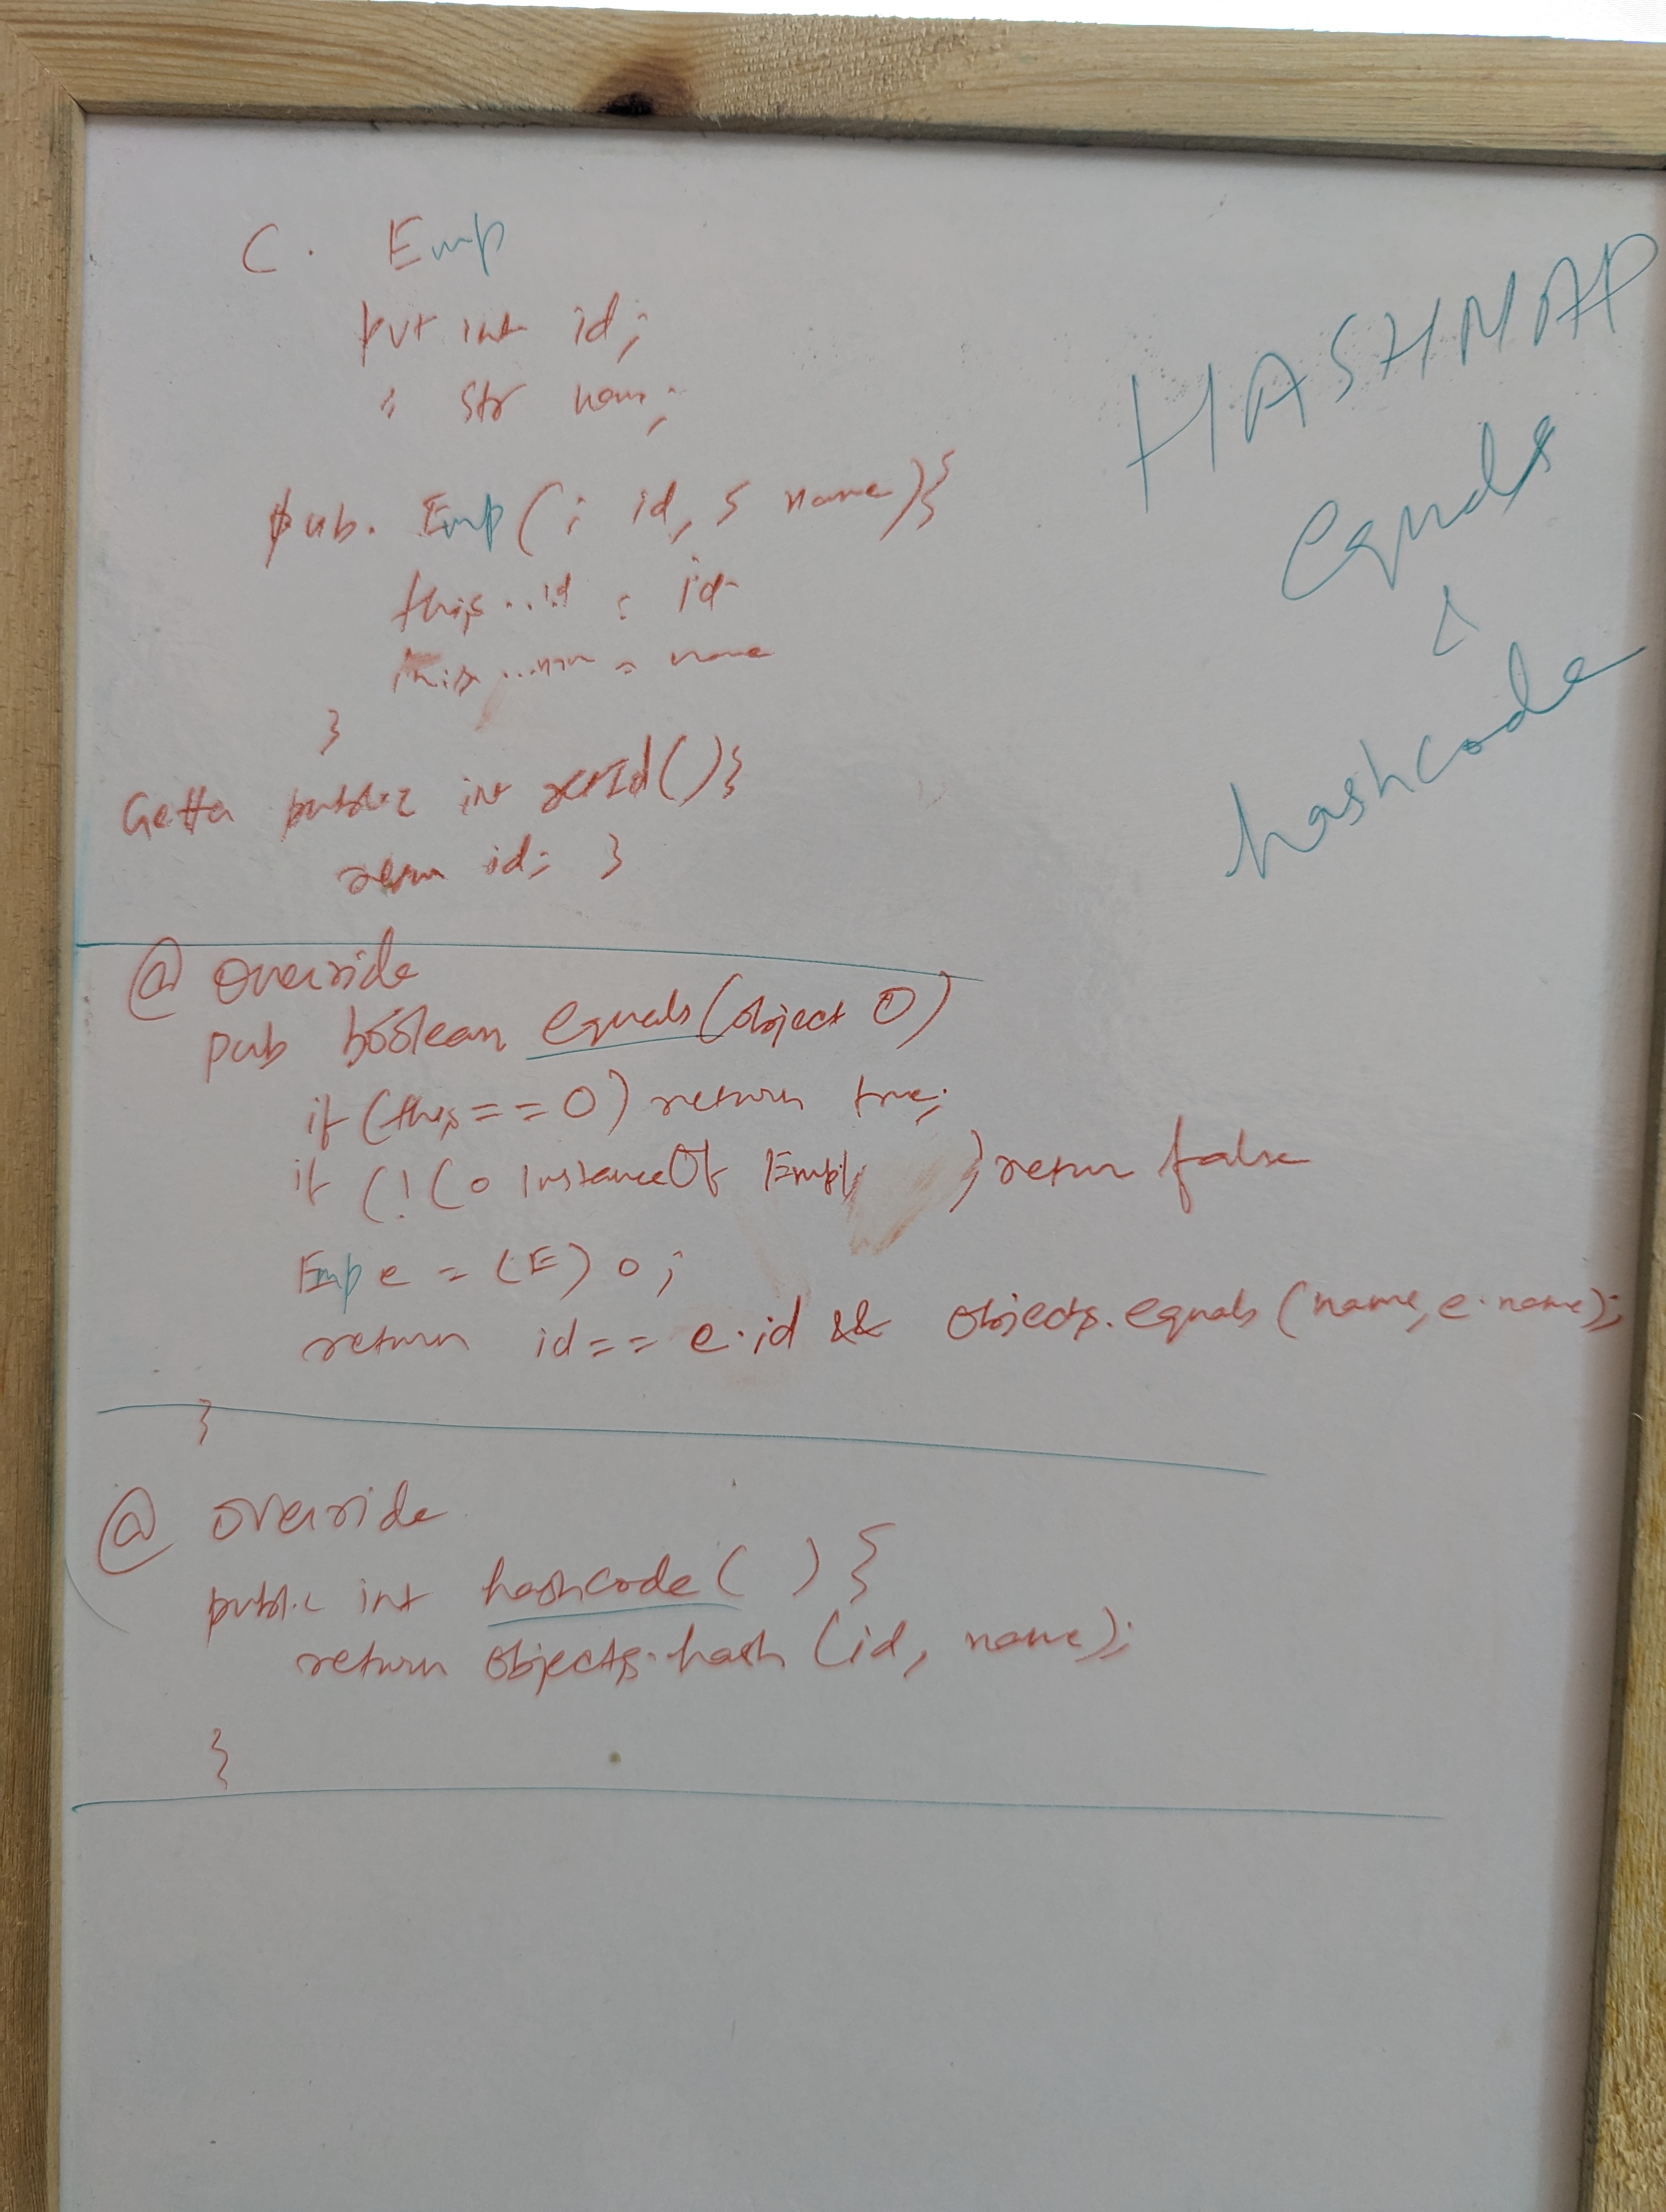 C. Emp
pvt int id;
" Str nam;
pub. Emp(i id, S name){
this..id = id
this..nm = name
}
Getter public int getId(){
return id; }
@ override
pub boolean equals(object O)
if (this == O) return true;
if (!(o InstanceOf Emp ) return false
Emp e = (E) o;
return id == e.id && Objects.equals(name, e.name);
}
@ override
public int hashcode( ) {
return Objects.hash (id, name);
}
HASHMAP
equals
&
hashcode